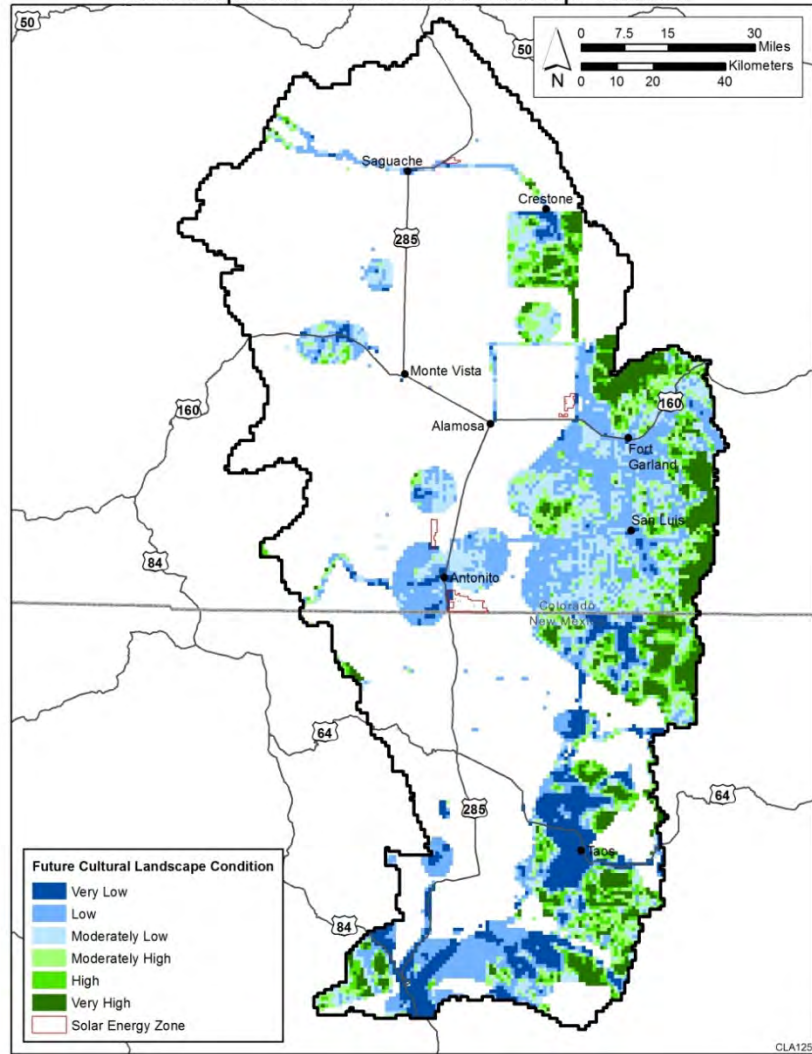 50
50
0 7.5 15 30
Miles
Kilometers
0 10 20 40
N
Saguache
Crestone
285
Monte Vista
160
160
Alamosa
Fort
Garland
San Luis
84
Antonito
Colorado
New Mexico
64
64
285
Taos
84
Future Cultural Landscape Condition
Very Low
Low
Moderately Low
Moderately High
High
Very High
Solar Energy Zone
CLA125